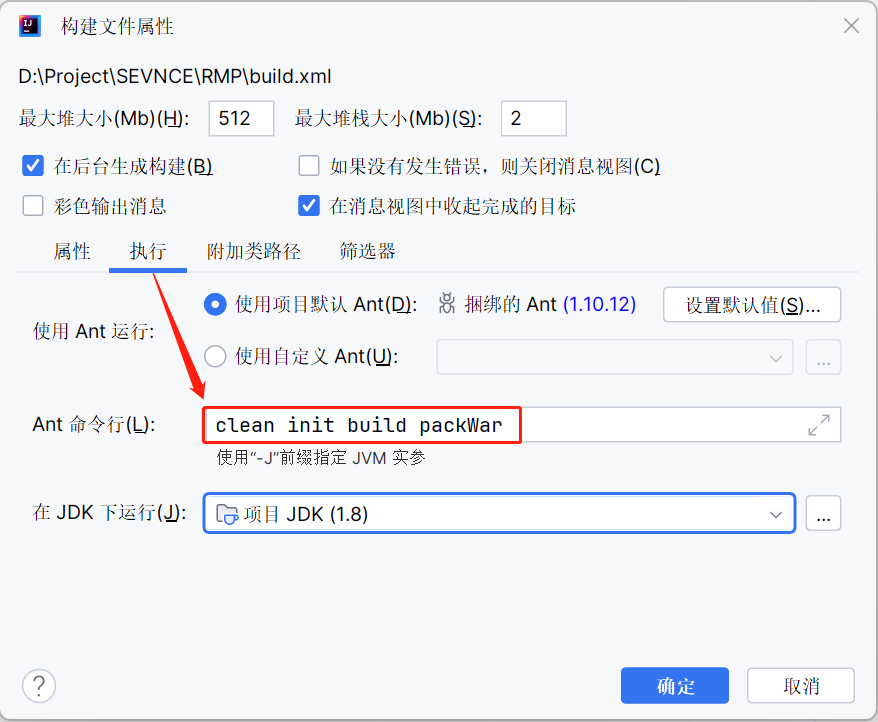 构建文件属性
D:\Project\SEVNCE\RMP\build.xml
最大堆大小(Mb)(H): 512 最大堆栈大小(Mb)(S): 2
在后台生成构建(B) 如果没有发生错误，则关闭消息视图(C)
彩色输出消息 在消息视图中收起完成的目标
属性 执行 附加类路径 筛选器
使用 Ant 运行:
使用项目默认 Ant(D): 捆绑的 Ant (1.10.12) 设置默认值(S)...
使用自定义 Ant(U): ...
Ant 命令行(L): clean init build packWar
使用“-J”前缀指定 JVM 实参
在 JDK 下运行(J): 项目 JDK (1.8) ...
? 确定 取消